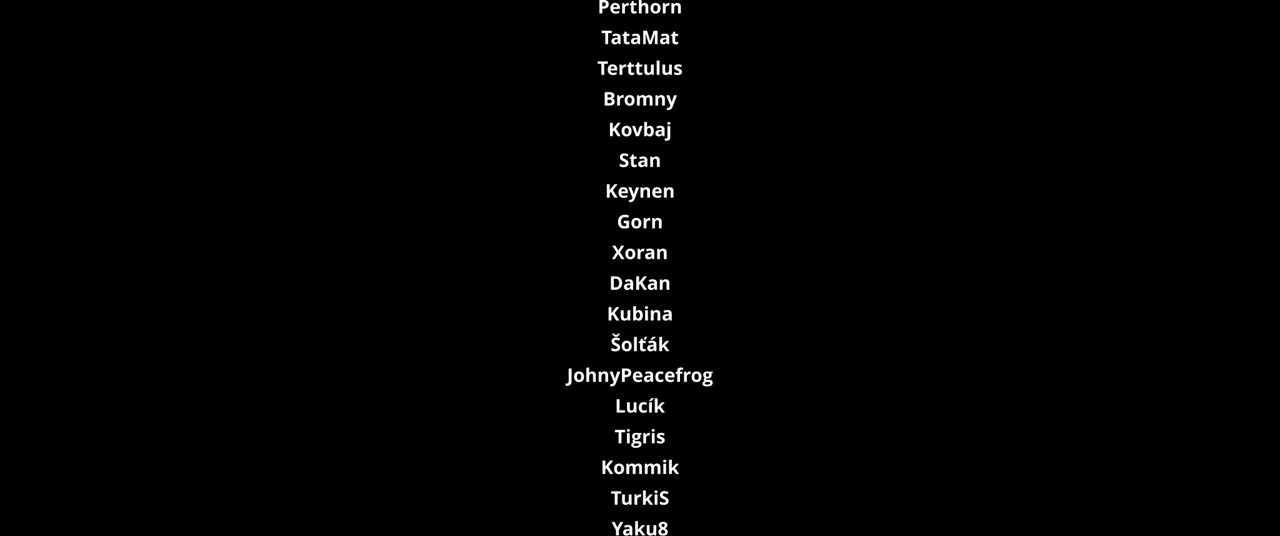 Perthorn
TataMat
Terttulus
Bromny
Kovbaj
Stan
Keynen
Gorn
Xoran
DaKan
Kubina
Šolťák
JohnyPeacefrog
Lucík
Tigris
Kommik
TurkiS
Yaku8